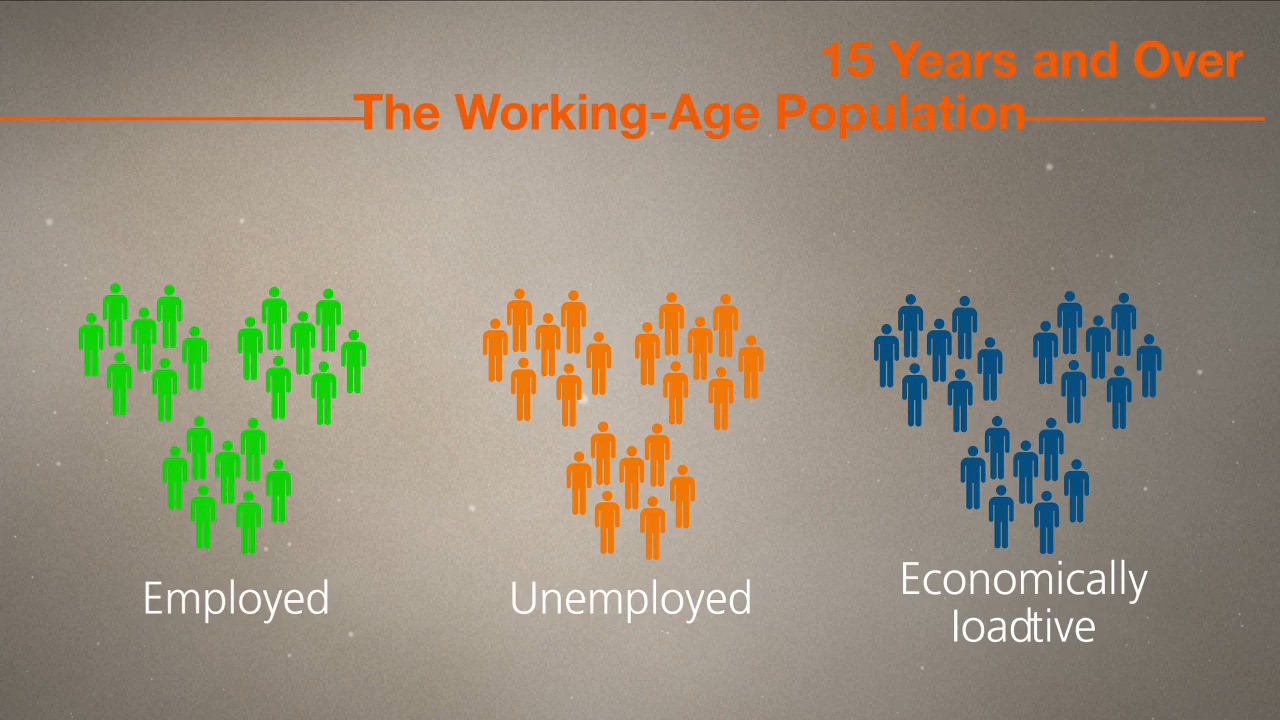 15 Years and Over
The Working-Age Population
Employed
Unemployed
Economically
loadtive